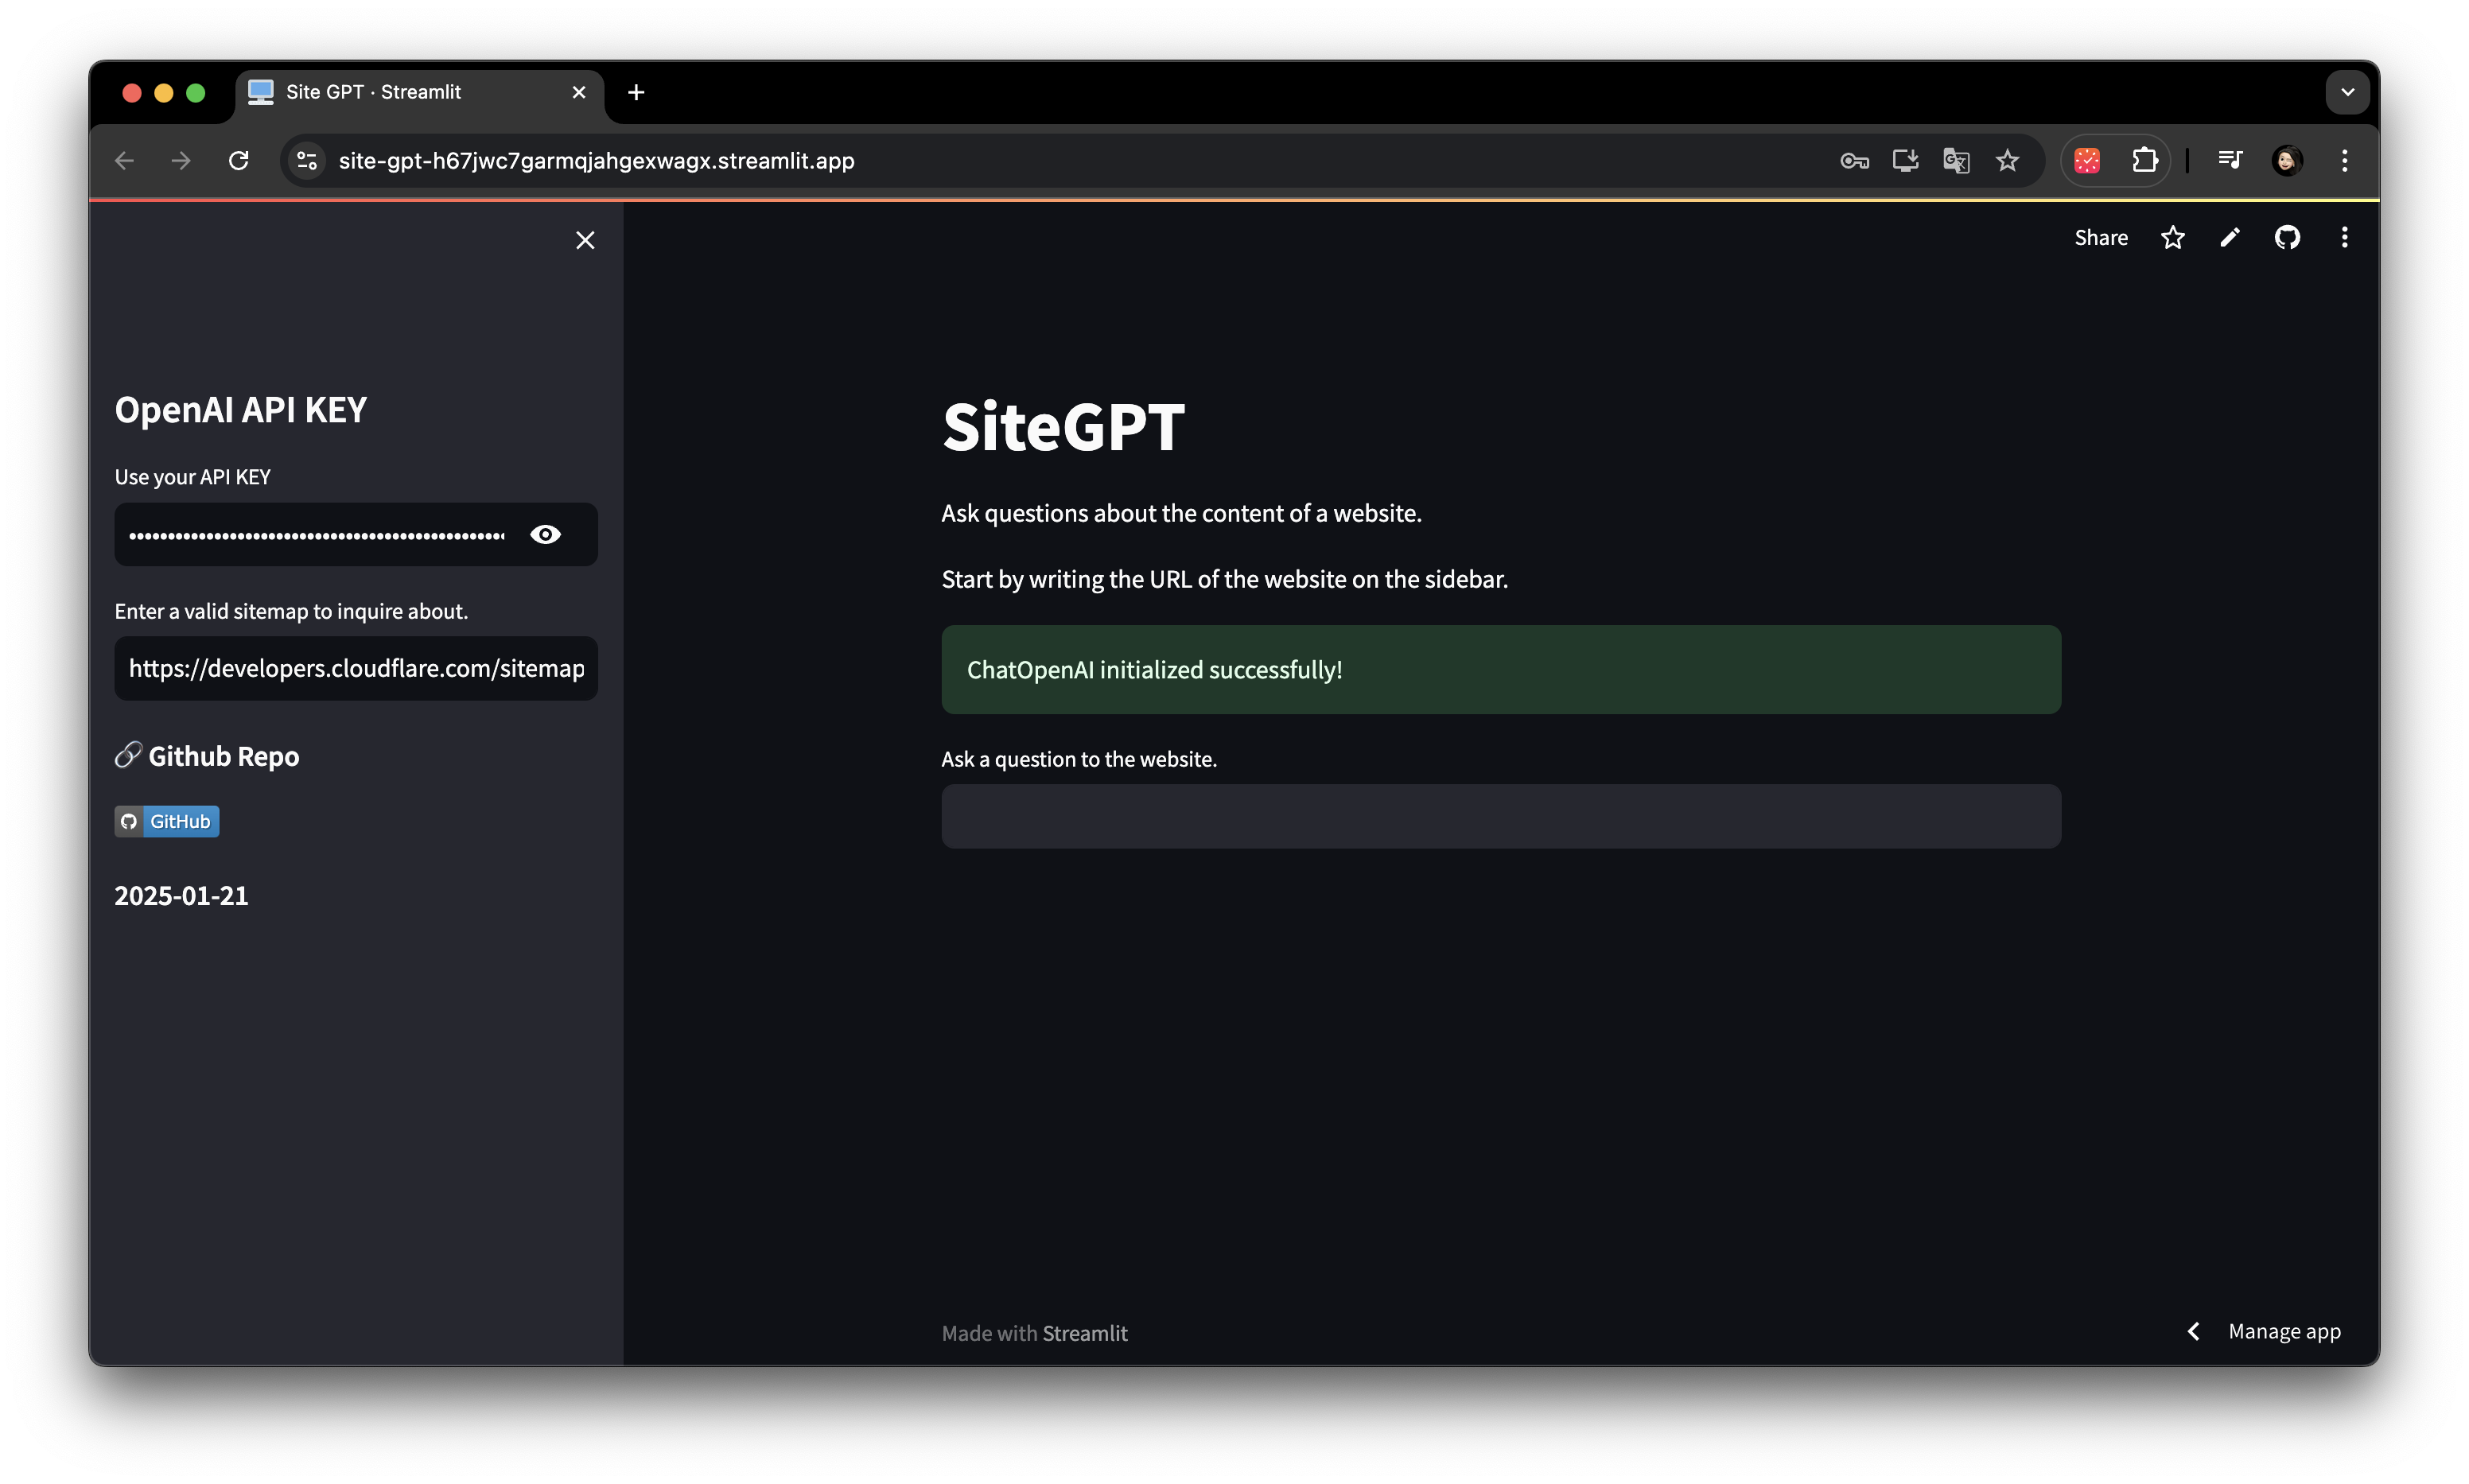 Site GPT · Streamlit
site-gpt-h67jwc7garmqjahgexwagx.streamlit.app
Share
OpenAI API KEY
Use your API KEY
Enter a valid sitemap to inquire about.
https://developers.cloudflare.com/sitemap
Github Repo
GitHub
2025-01-21
SiteGPT
Ask questions about the content of a website.
Start by writing the URL of the website on the sidebar.
ChatOpenAI initialized successfully!
Ask a question to the website.
Made with Streamlit
Manage app